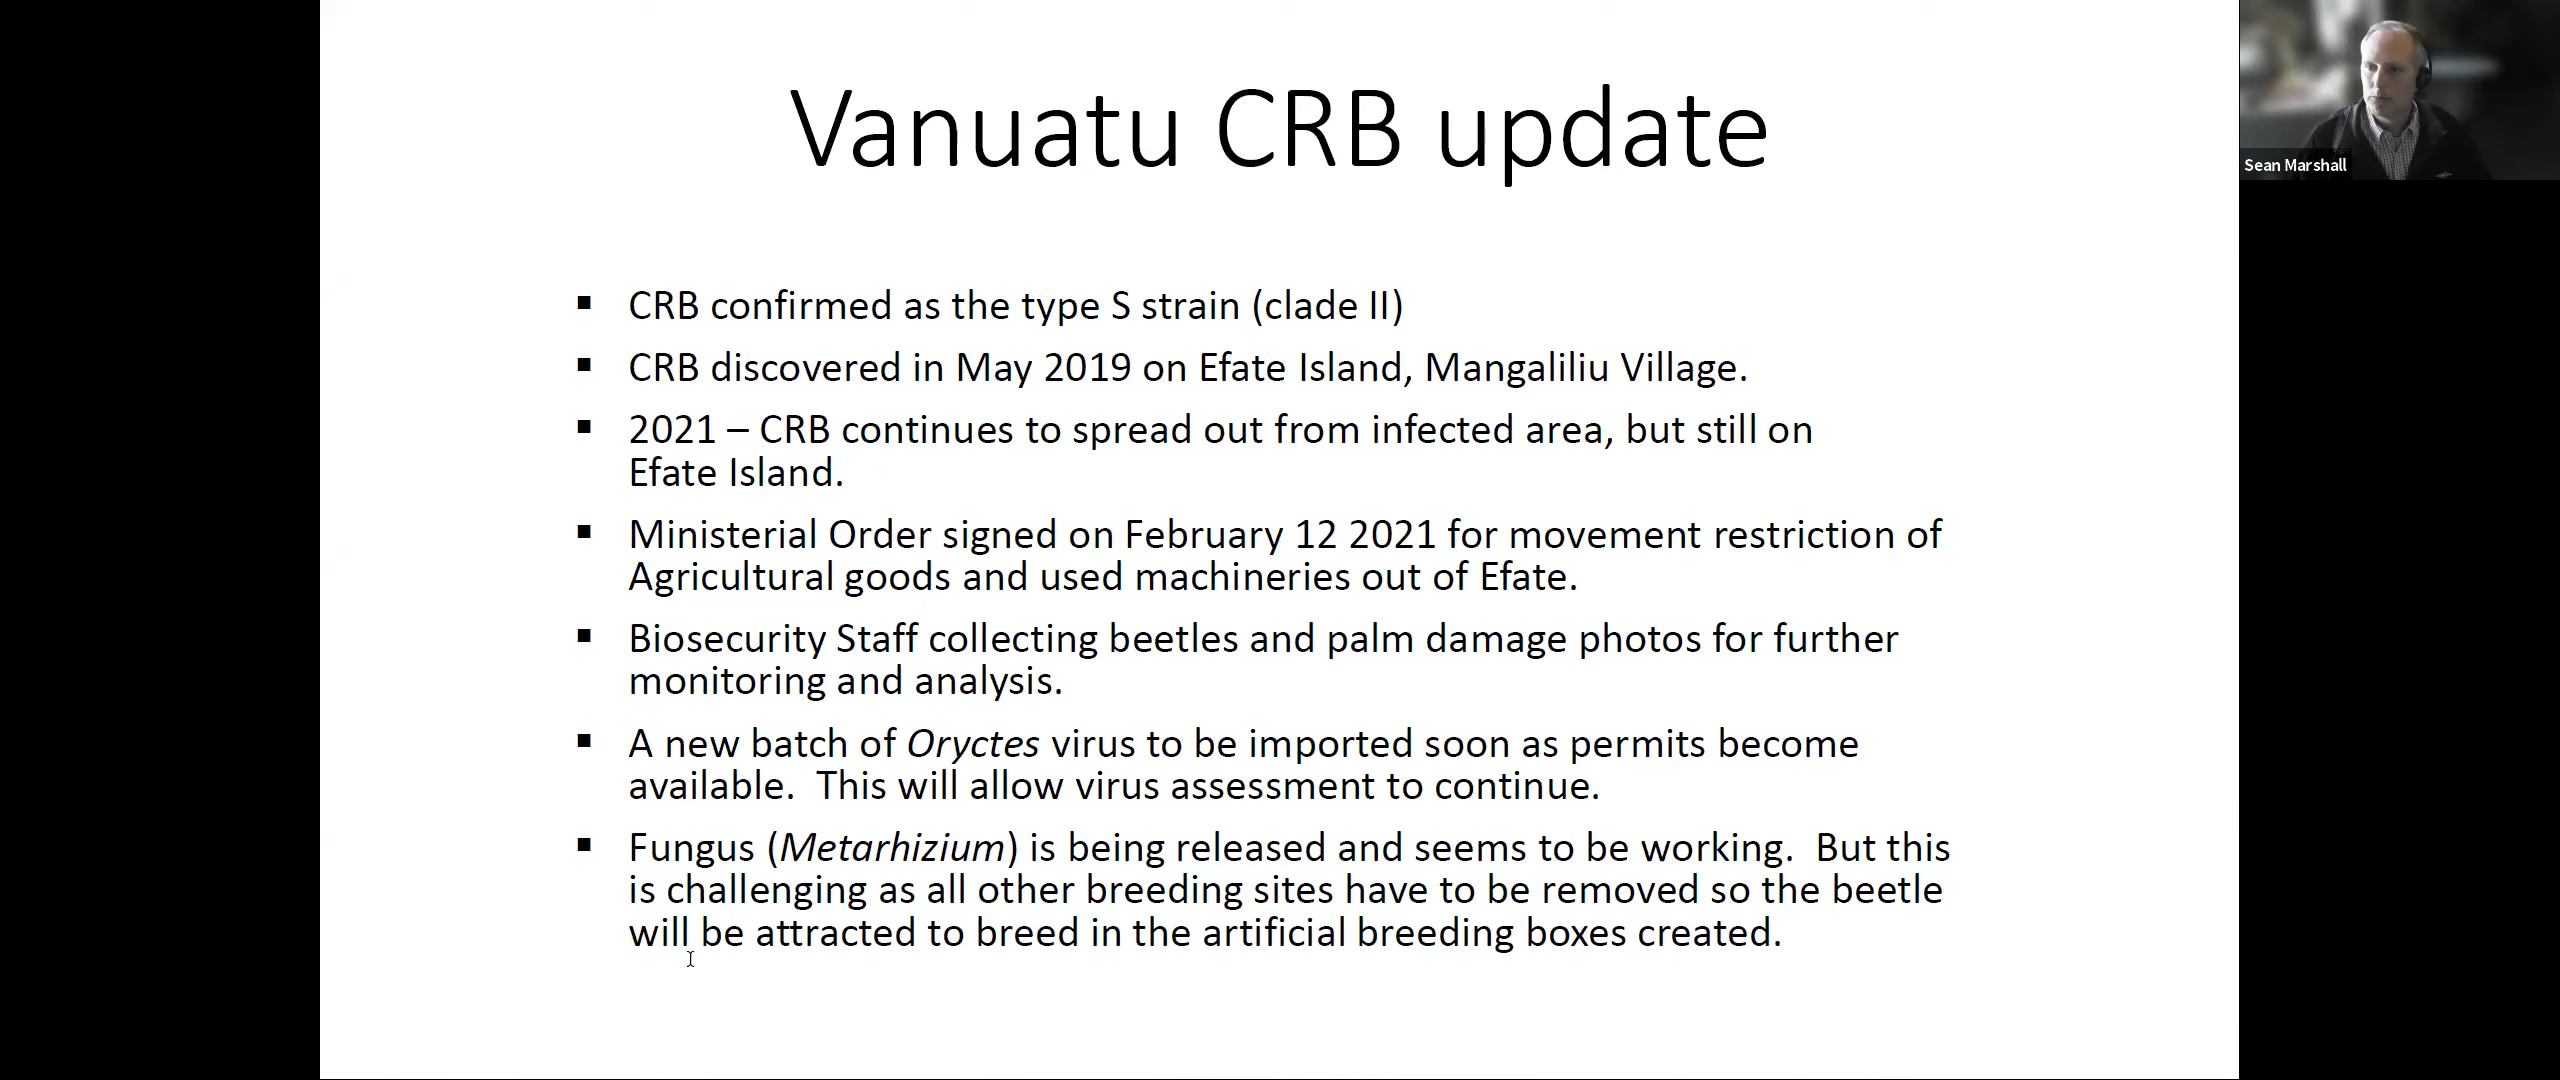 Vanuatu CRB update
Sean Marshall
▪ CRB confirmed as the type S strain (clade II)
▪ CRB discovered in May 2019 on Efate Island, Mangaliliu Village.
▪ 2021 – CRB continues to spread out from infected area, but still on
Efate Island.
▪ Ministerial Order signed on February 12 2021 for movement restriction of
Agricultural goods and used machineries out of Efate.
▪ Biosecurity Staff collecting beetles and palm damage photos for further
monitoring and analysis.
▪ A new batch of Oryctes virus to be imported soon as permits become
available.  This will allow virus assessment to continue.
▪ Fungus (Metarhizium) is being released and seems to be working.  But this
is challenging as all other breeding sites have to be removed so the beetle
will be attracted to breed in the artificial breeding boxes created.